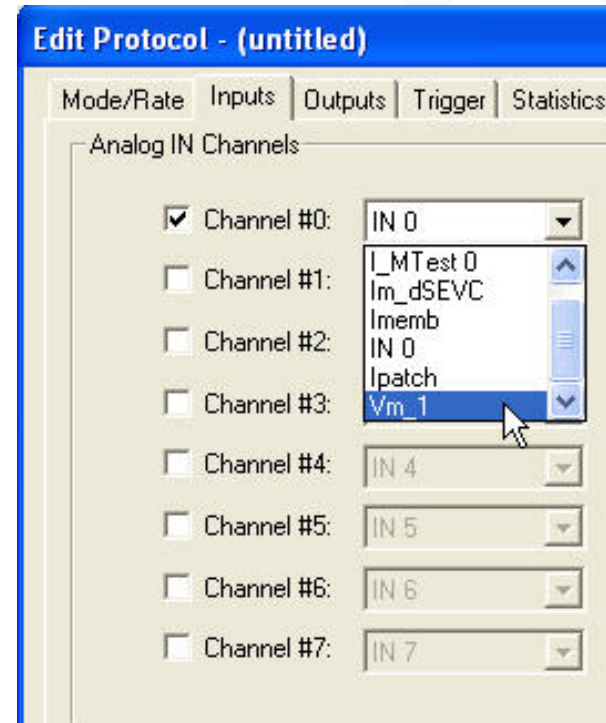 Edit Protocol - (untitled)
Mode/Rate Inputs Outputs Trigger Statistics
Analog IN Channels
Channel #0: IN 0
I_MTest 0
Channel #1: Im_dSEVC
Imemb
Channel #2: IN 0
Ipatch
Channel #3: Vm_1
Channel #4: IN 4
Channel #5: IN 5
Channel #6: IN 6
Channel #7: IN 7